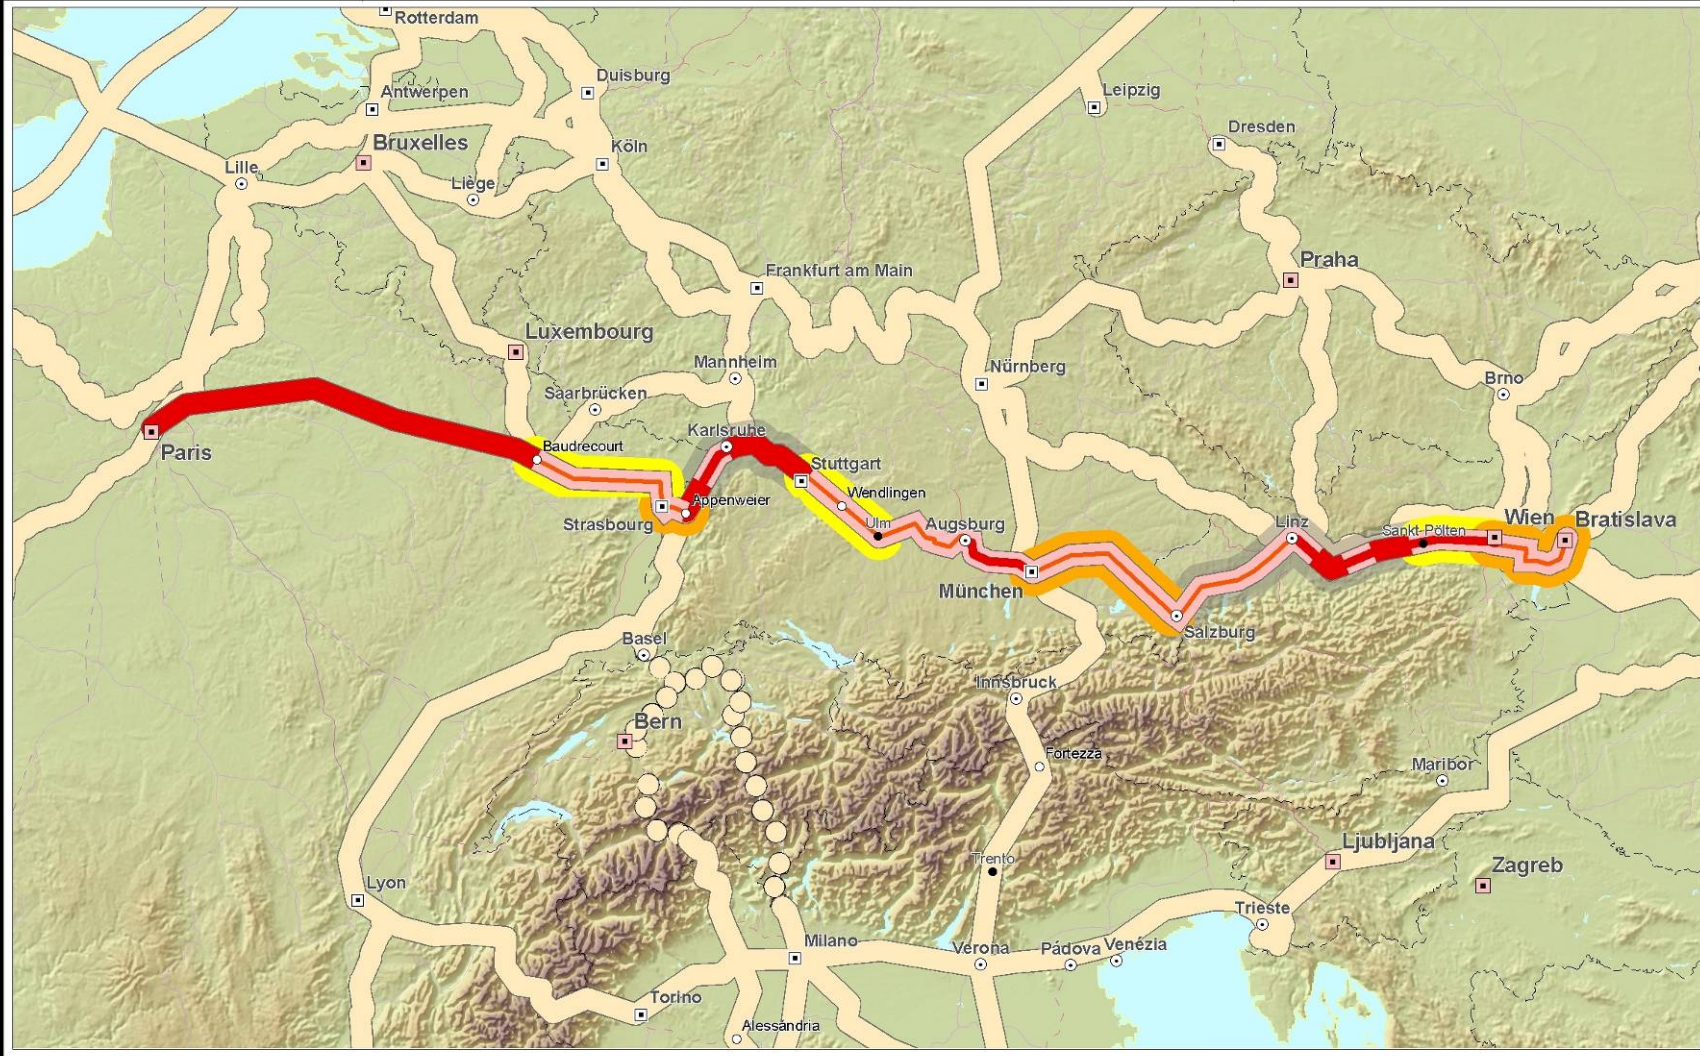 Rotterdam
Duisburg
Antwerpen
Leipzig
Bruxelles
Dresden
Köln
Lille
Liège
Praha
Frankfurt am Main
Luxembourg
Mannheim
Nürnberg
Saarbrücken
Brno
Karlsruhe
Baudrecourt
Paris
Stuttgart
Appenweier
Wendlingen
Strasbourg
Ulm
Augsburg
Linz
Sankt-Pölten
Wien
Bratislava
München
Salzburg
Basel
Innsbruck
Bern
Fortezza
Maribor
Ljubljana
Trento
Zagreb
Lyon
Trieste
Milano
Verona
Pádova
Venézia
Torino
Alessándria